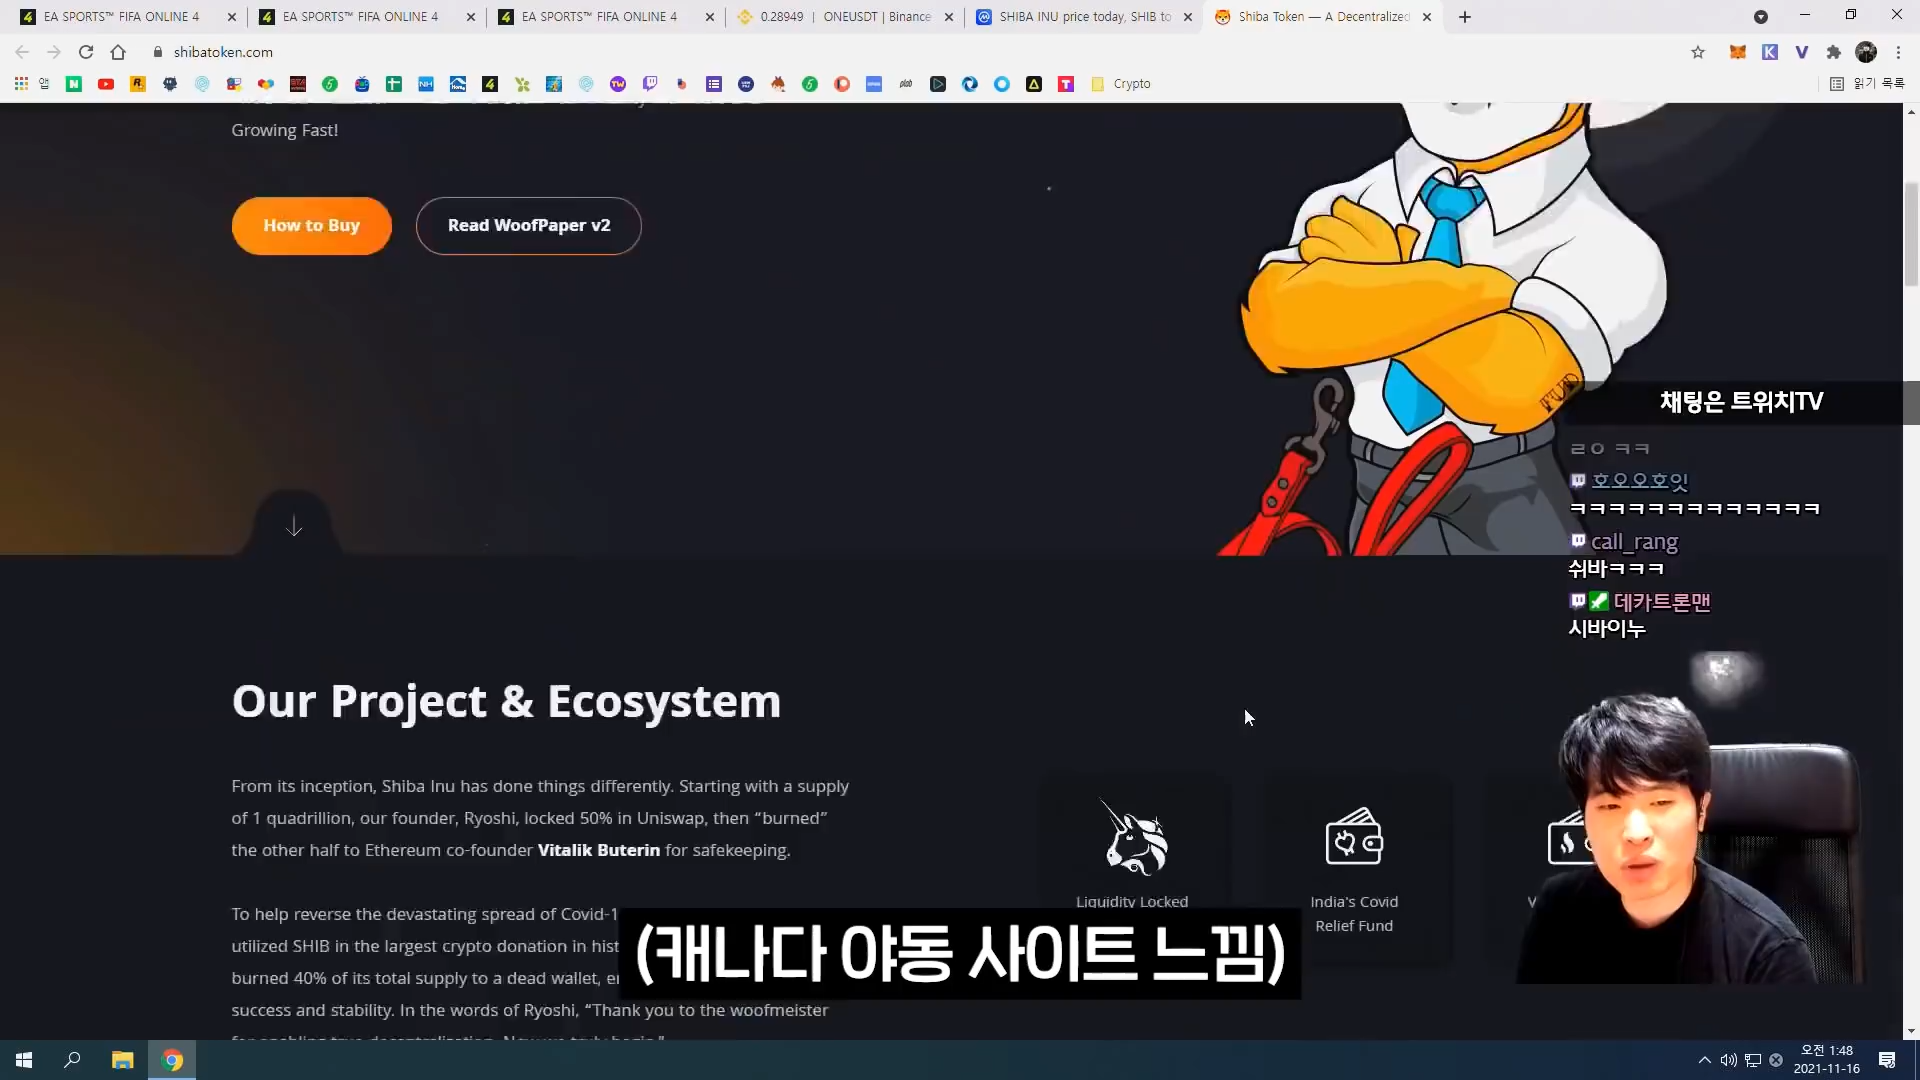 EA SPORTS™ FIFA ONLINE 4
EA SPORTS™ FIFA ONLINE 4
EA SPORTS™ FIFA ONLINE 4
0.28949 | ONEUSDT | Binance
SHIBA INU price today, SHIB to
Shiba Token — A Decentralized
shibatoken.com
앱
Crypto
읽기 목록
Growing Fast!
How to Buy
Read WoofPaper v2
FUD
채팅은 트위치TV
ㄹㅇ ㅋㅋ
호오오호잇
ㅋㅋㅋㅋㅋㅋㅋㅋㅋㅋㅋㅋㅋ
call_rang
쉬바ㅋㅋㅋ
데카트론맨
시바이누
Our Project & Ecosystem
From its inception, Shiba Inu has done things differently. Starting with a supply
of 1 quadrillion, our founder, Ryoshi, locked 50% in Uniswap, then “burned”
the other half to Ethereum co-founder Vitalik Buterin for safekeeping.
To help reverse the devastating spread of Covid-1
utilized SHIB in the largest crypto donation in hist
burned 40% of its total supply to a dead wallet, e
success and stability. In the words of Ryoshi, “Thank you to the woofmeister
Liquidity Locked
India's Covid
Relief Fund
(캐나다 야동 사이트 느낌)
오전 1:48
2021-11-16